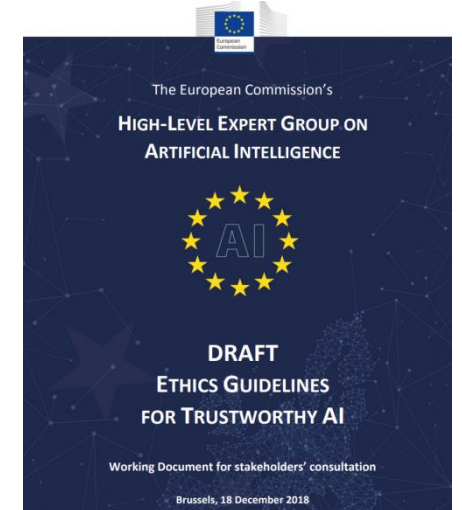 European
Commission
The European Commission's
HIGH-LEVEL EXPERT GROUP ON
ARTIFICIAL INTELLIGENCE
AI
DRAFT
ETHICS GUIDELINES
FOR TRUSTWORTHY AI
Working Document for stakeholders' consultation
Brussels, 18 December 2018